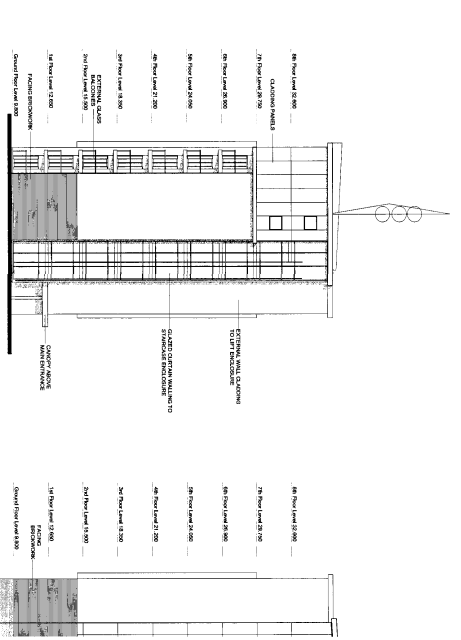 8th Floor Level 32.600
7th Floor Level 29.750
CLADDING PANELS
6th Floor Level 26.900
5th Floor Level 24.050
4th Floor Level 21.200
3rd Floor Level 18.350
EXTERNAL GLASS
BALCONIES
2nd Floor Level 15.500
1st Floor Level 12.650
FACING BRICKWORK
Ground Floor Level 9.800
EXTERNAL WALL CLADDING
TO LIFT ENCLOSURE
GLAZED CURTAIN WALLING TO
STAIRCASE ENCLOSURE
CANOPY ABOVE
MAIN ENTRANCE
8th Floor Level 32.600
7th Floor Level 29.750
6th Floor Level 26.900
5th Floor Level 24.050
4th Floor Level 21.200
3rd Floor Level 18.350
2nd Floor Level 15.500
1st Floor Level 12.650
FACING
BRICKWORK
Ground Floor Level 9.800